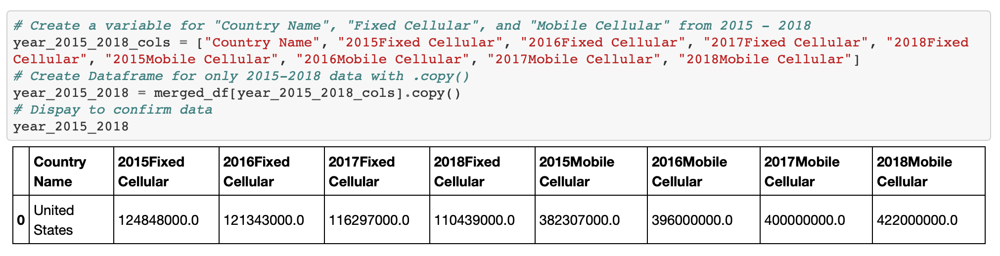 # Create a variable for "Country Name", "Fixed Cellular", and "Mobile Cellular" from 2015 - 2018
year_2015_2018_cols = ["Country Name", "2015Fixed Cellular", "2016Fixed Cellular", "2017Fixed Cellular", "2018Fixed
Cellular", "2015Mobile Cellular", "2016Mobile Cellular", "2017Mobile Cellular", "2018Mobile Cellular"]
# Create Dataframe for only 2015-2018 data with .copy()
year_2015_2018 = merged_df[year_2015_2018_cols].copy()
# Dispay to confirm data
year_2015_2018
Country 2015Fixed 2016Fixed 2017Fixed 2018Fixed 2015Mobile 2016Mobile 2017Mobile 2018Mobile
Name Cellular Cellular Cellular Cellular Cellular Cellular Cellular Cellular
United
0 124848000.0 121343000.0 116297000.0 110439000.0 382307000.0 396000000.0 400000000.0 422000000.0
States